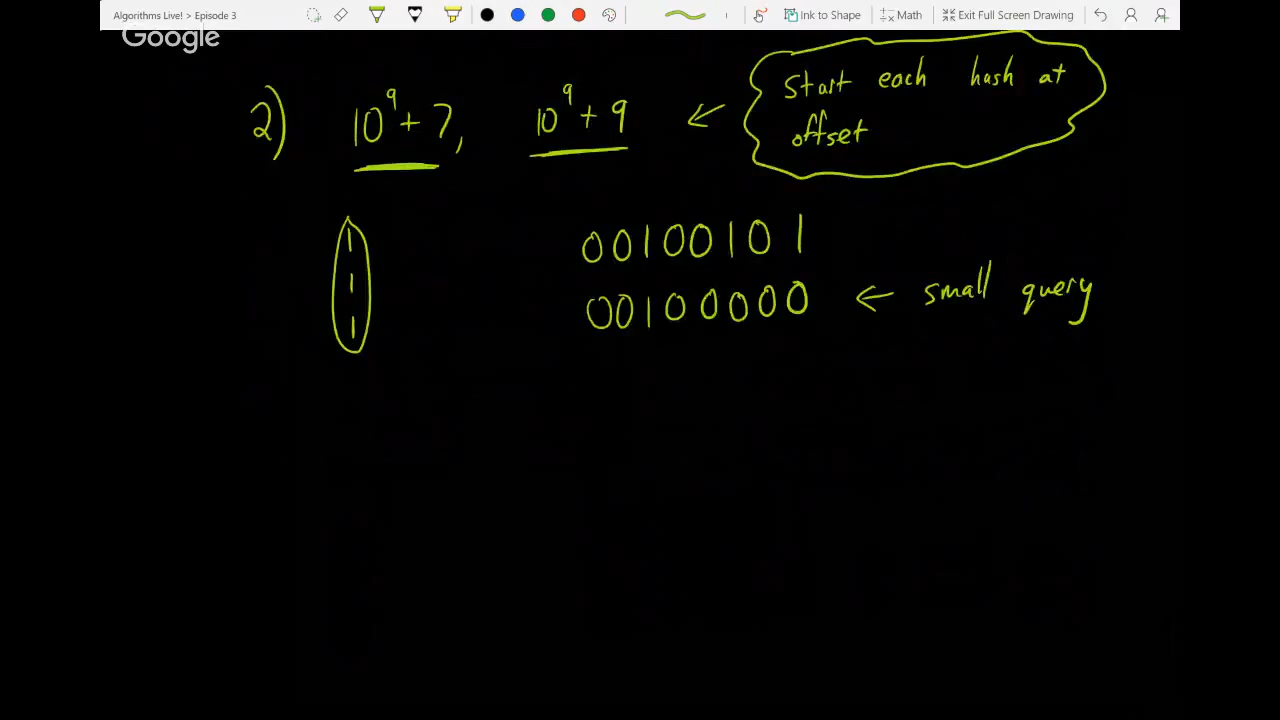 Algorithms Live! > Episode 3
Ink to Shape
Math
Exit Full Screen Drawing
Google
2) 10^9 + 7, 10^9 + 9 ← Start each hash at
offset
1 00100101
1 00100000 ← small query
1